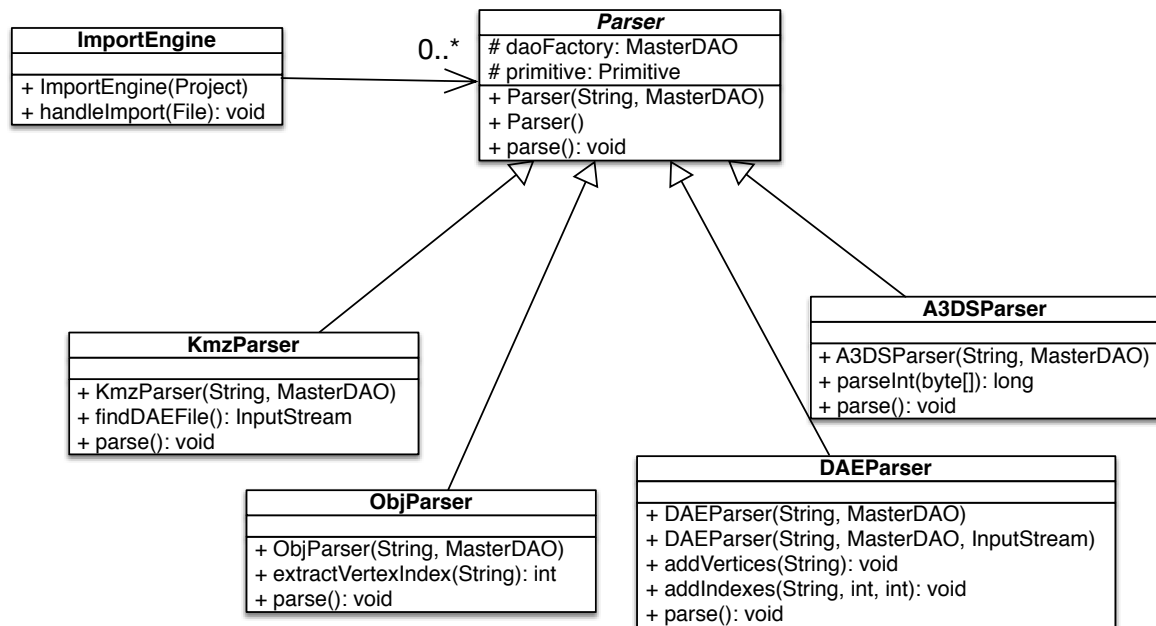 ImportEngine
+ ImportEngine(Project)
+ handleImport(File): void
0..*
Parser
# daoFactory: MasterDAO
# primitive: Primitive
+ Parser(String, MasterDAO)
+ Parser()
+ parse(): void
KmzParser
+ KmzParser(String, MasterDAO)
+ findDAEFile(): InputStream
+ parse(): void
ObjParser
+ ObjParser(String, MasterDAO)
+ extractVertexIndex(String): int
+ parse(): void
DAEParser
+ DAEParser(String, MasterDAO)
+ DAEParser(String, MasterDAO, InputStream)
+ addVertices(String): void
+ addIndexes(String, int, int): void
+ parse(): void
A3DSParser
+ A3DSParser(String, MasterDAO)
+ parseInt(byte[]): long
+ parse(): void